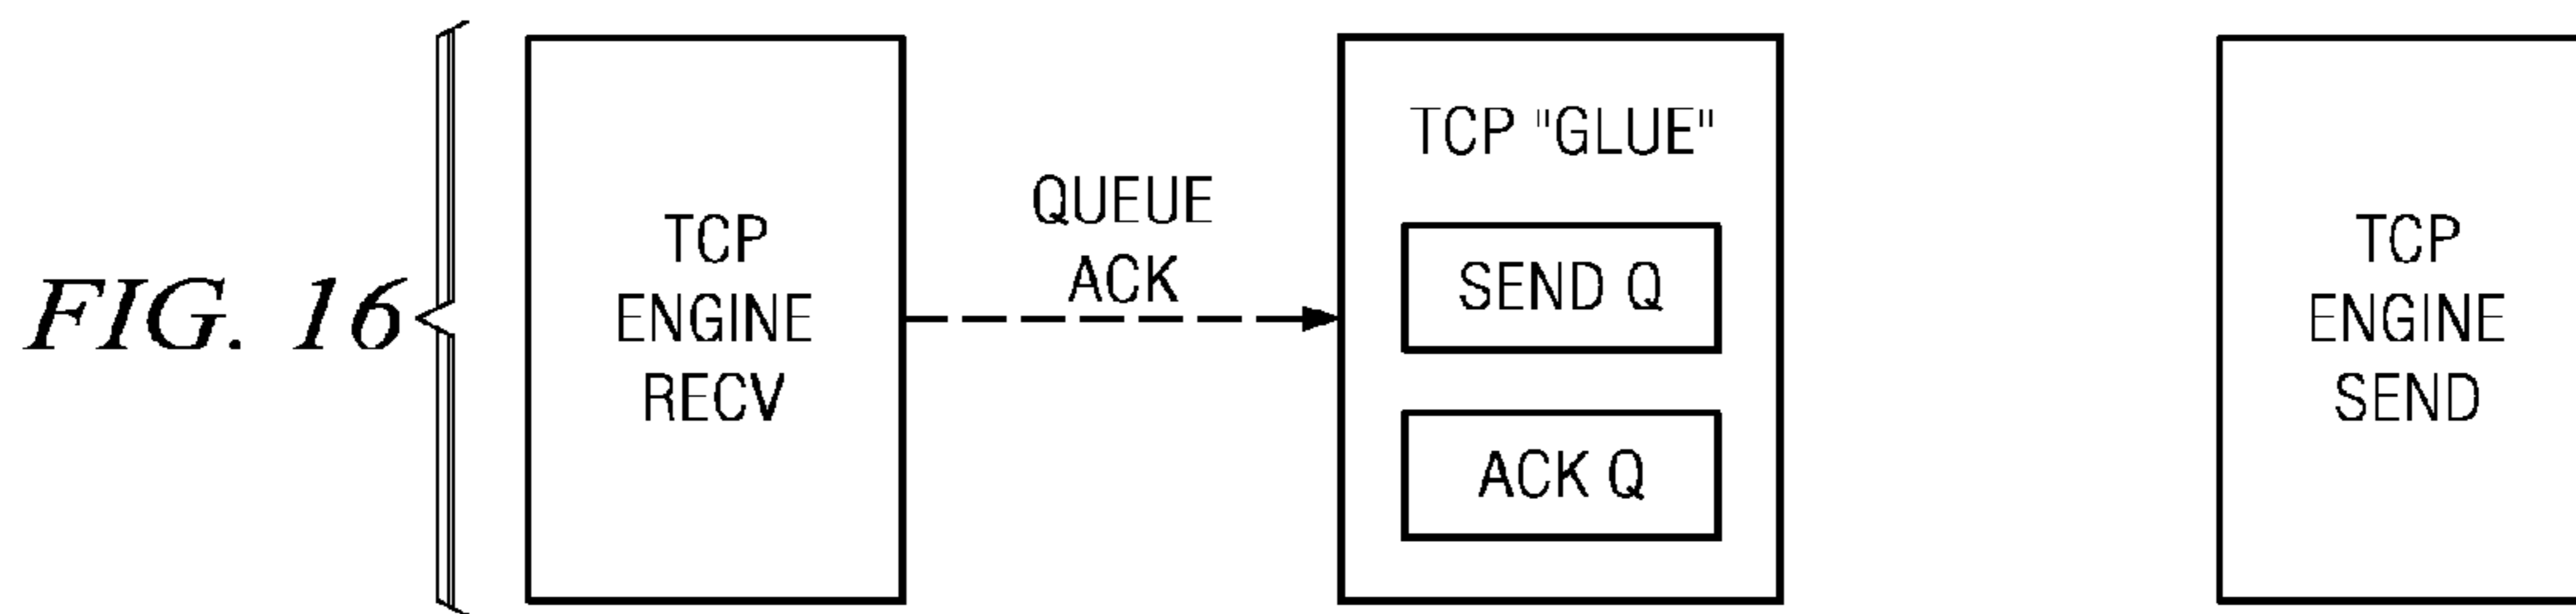 FIG. 16
TCP
ENGINE
RECV
QUEUE
ACK
TCP "GLUE"
SEND Q
ACK Q
TCP
ENGINE
SEND